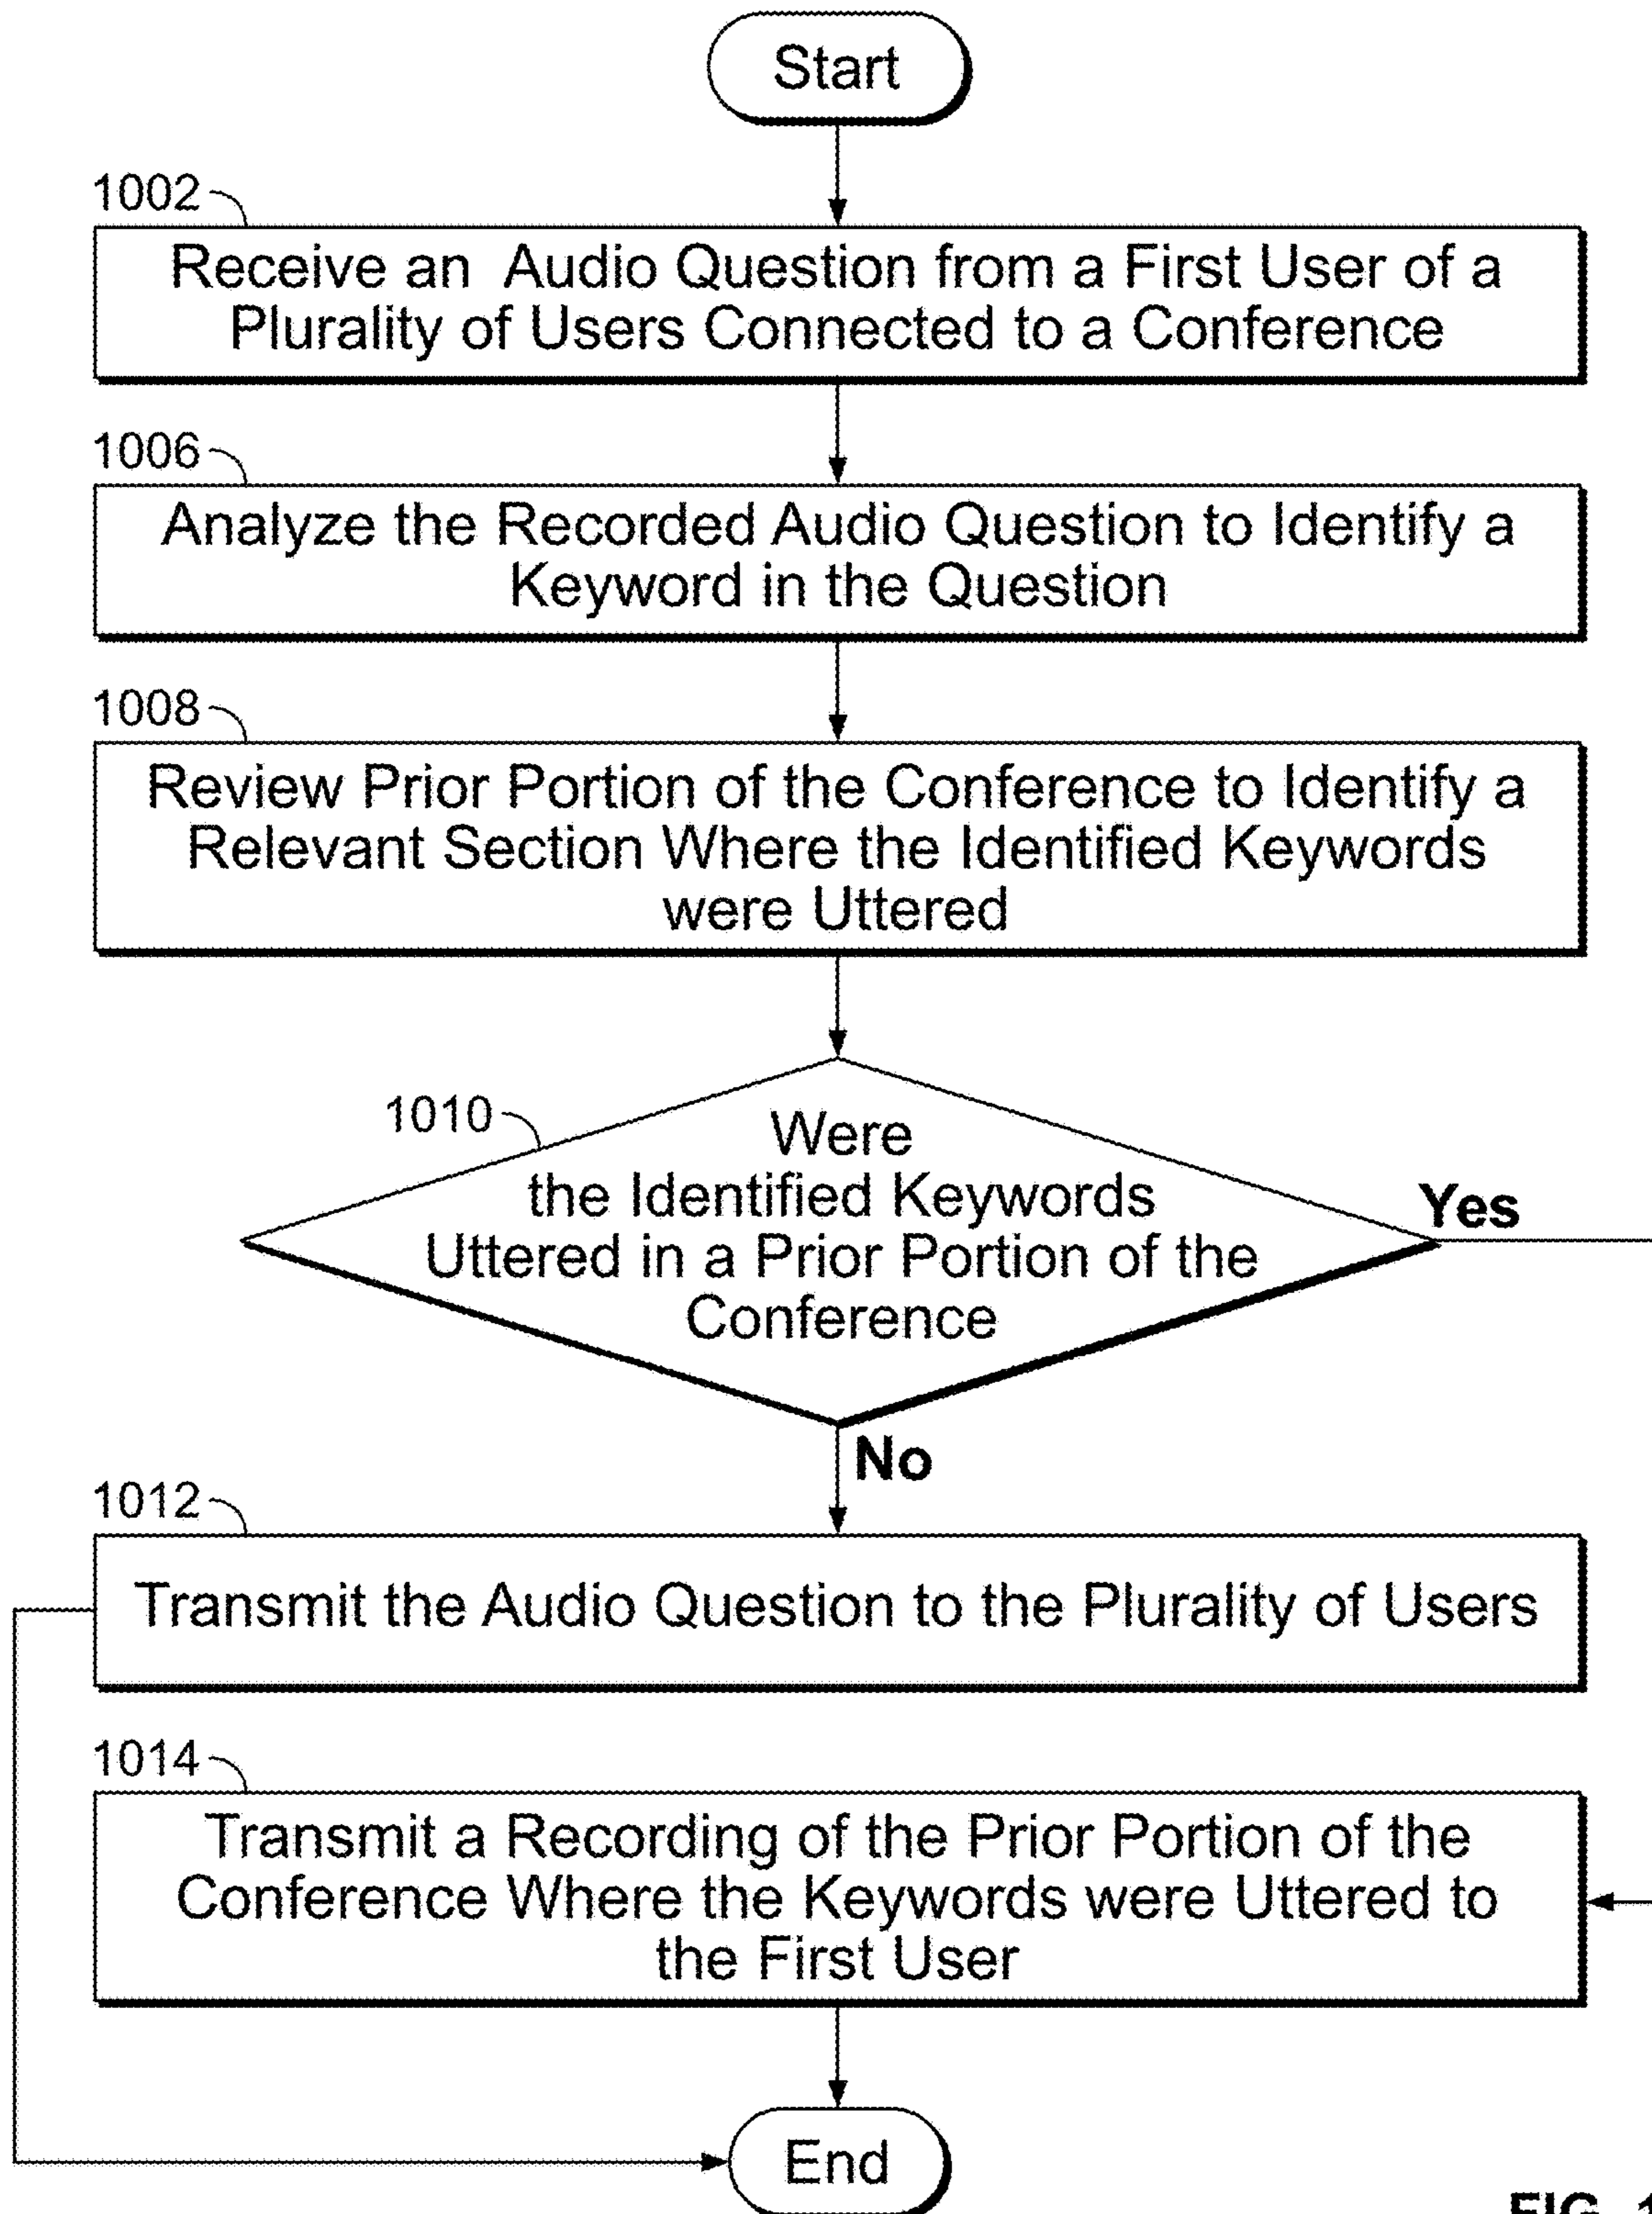 Start
1002
Receive an Audio Question from a First User of a
Plurality of Users Connected to a Conference
1006
Analyze the Recorded Audio Question to Identify a
Keyword in the Question
1008
Review Prior Portion of the Conference to Identify a
Relevant Section Where the Identified Keywords
were Uttered
1010
Were
the Identified Keywords
Uttered in a Prior Portion of the
Conference
Yes
No
1012
Transmit the Audio Question to the Plurality of Users
1014
Transmit a Recording of the Prior Portion of the
Conference Where the Keywords were Uttered to
the First User
End
FIG.